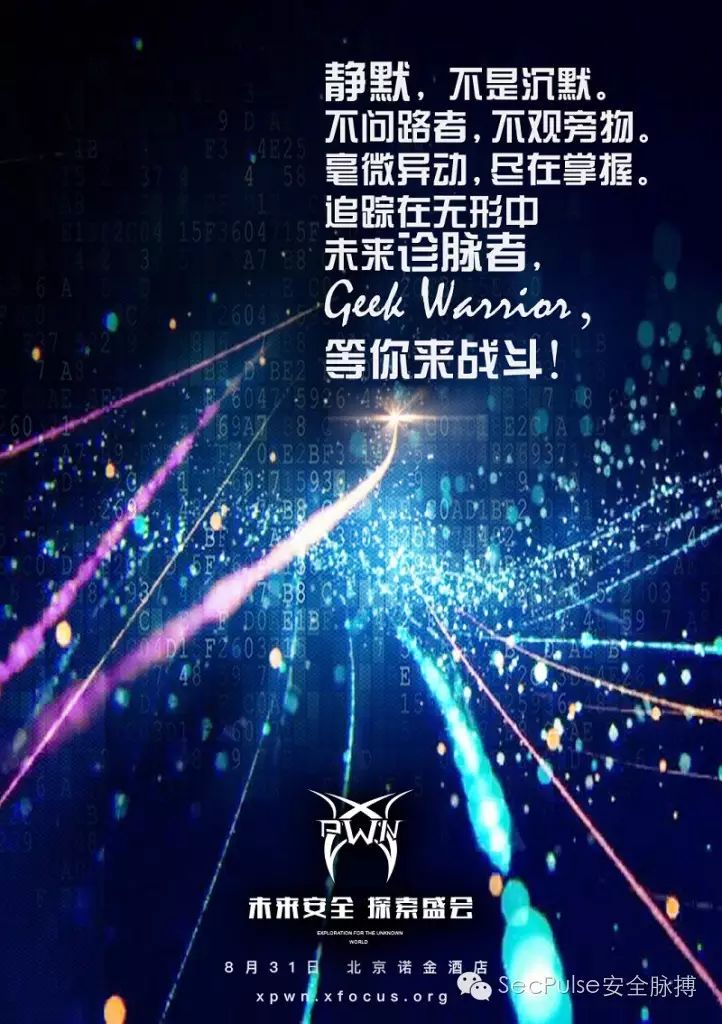 静默，不是沉默。
不问路者，不观旁物。
毫微异动，尽在掌握。
追踪在无形中
未来诊脉者，
Geek Warrior，
等你来战斗！
XPWN
未来安全 探索盛会
EXPLORATION FOR THE UNKNOWN
WORLD
8月31日 北京诺金酒店
xpwn.xfocus.org
SecPulse安全脉搏